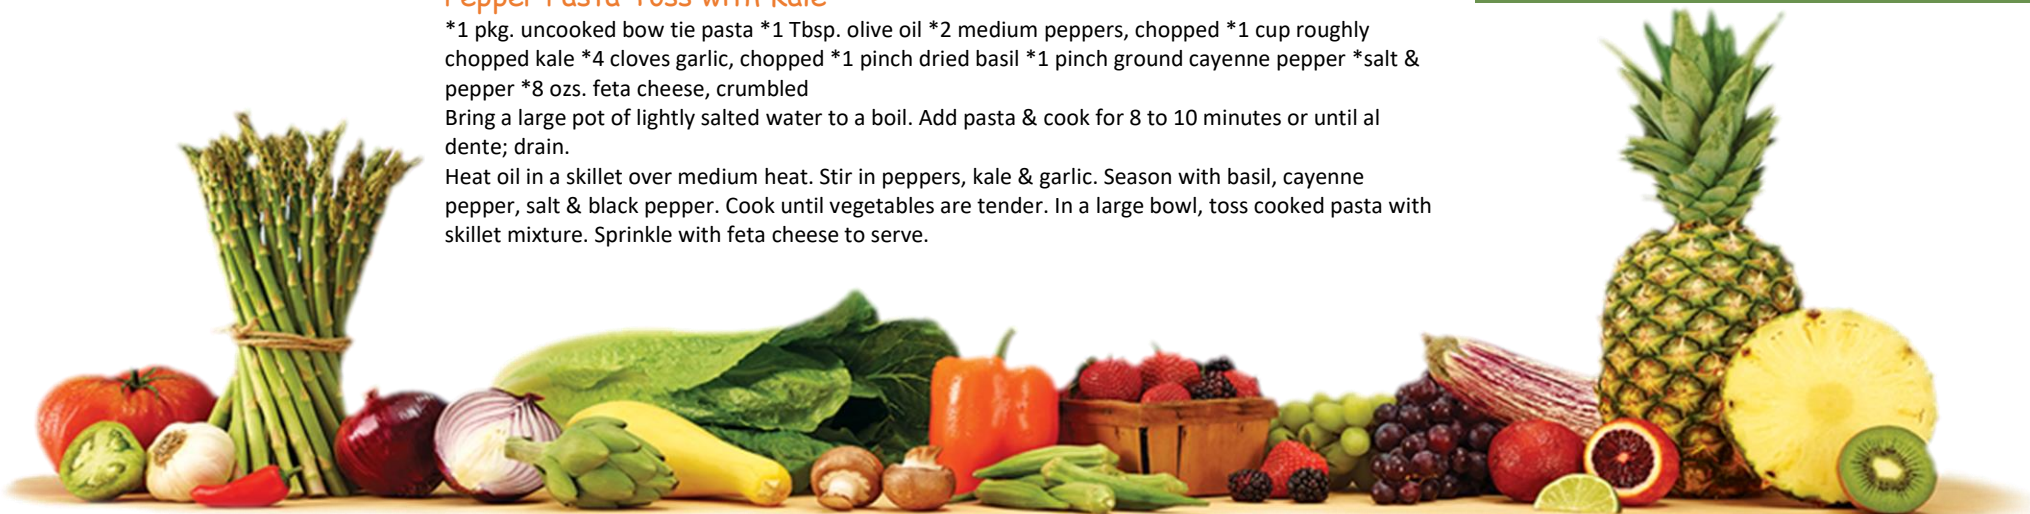 Pepper Pasta Toss with Kale
*1 pkg. uncooked bow tie pasta *1 Tbsp. olive oil *2 medium peppers, chopped *1 cup roughly
chopped kale *4 cloves garlic, chopped *1 pinch dried basil *1 pinch ground cayenne pepper *salt &
pepper *8 ozs. feta cheese, crumbled
Bring a large pot of lightly salted water to a boil. Add pasta & cook for 8 to 10 minutes or until al
dente; drain.
Heat oil in a skillet over medium heat. Stir in peppers, kale & garlic. Season with basil, cayenne
pepper, salt & black pepper. Cook until vegetables are tender. In a large bowl, toss cooked pasta with
skillet mixture. Sprinkle with feta cheese to serve.